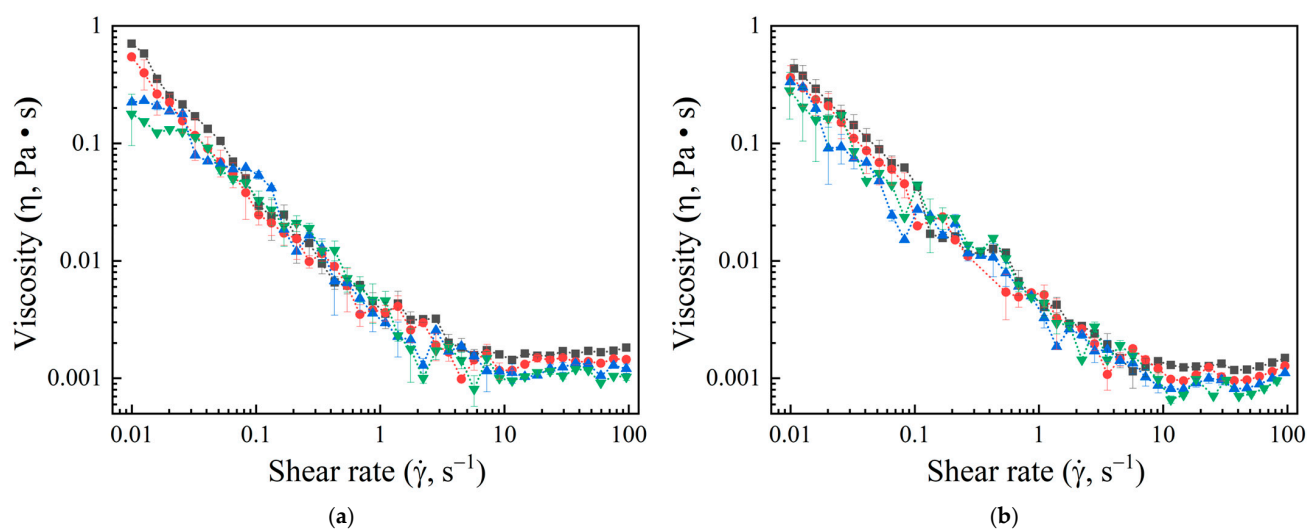 1
0.1
0.01
0.001
Viscosity (η, Pa • s)
0.01 0.1 1 10 100
Shear rate (γ̇, s⁻¹)
(a)
1
0.1
0.01
0.001
Viscosity (η, Pa • s)
0.01 0.1 1 10 100
Shear rate (γ̇, s⁻¹)
(b)